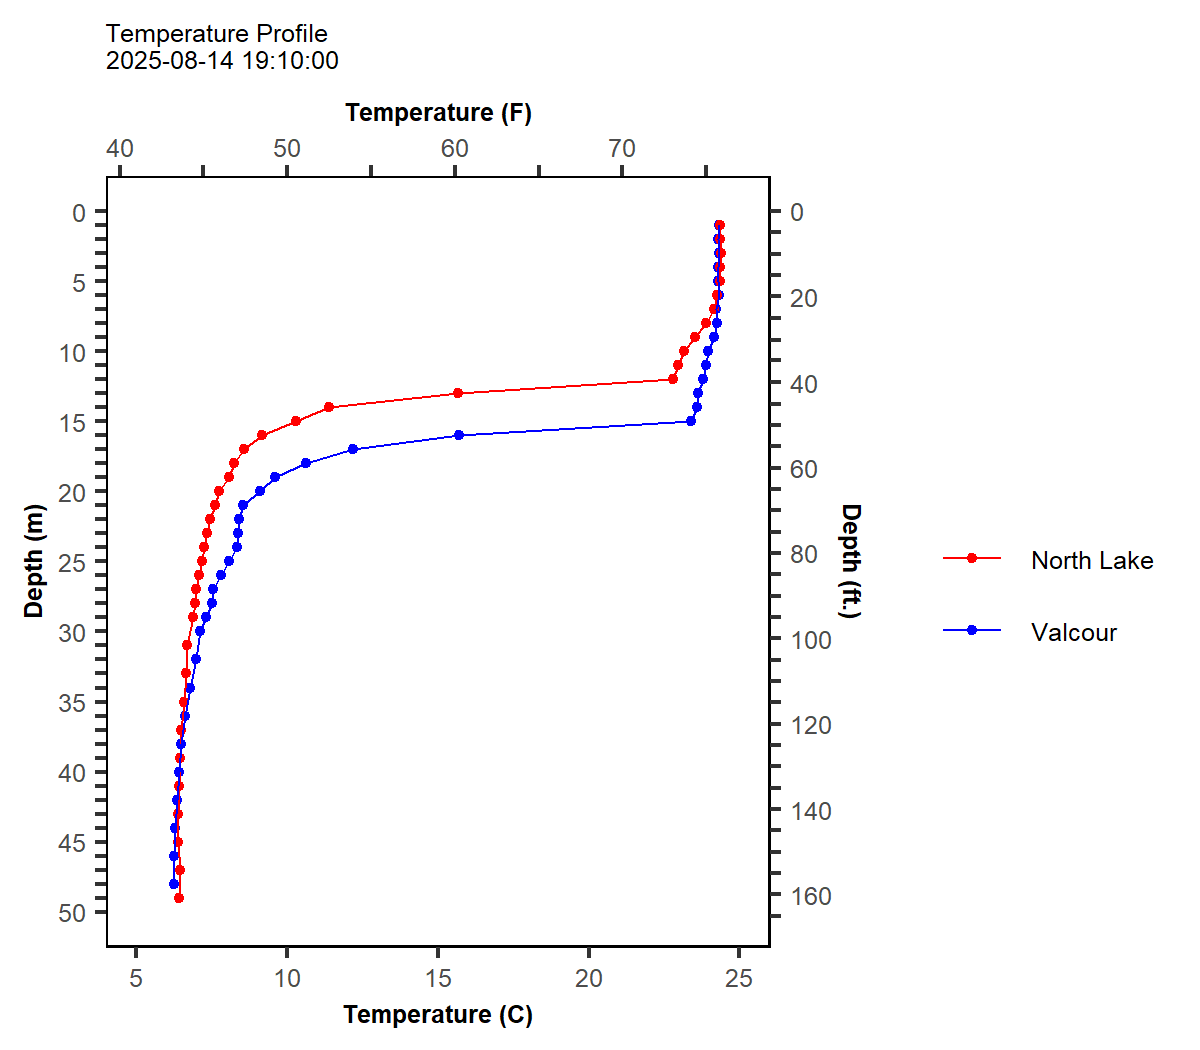 Temperature Profile
2025-08-14 19:10:00
Temperature (F)
40 50 60 70
0
5
10
15
20
25
30
35
40
45
50
Depth (m)
0
20
40
60
80
100
120
140
160
Depth (ft.)
North Lake
Valcour
5 10 15 20 25
Temperature (C)